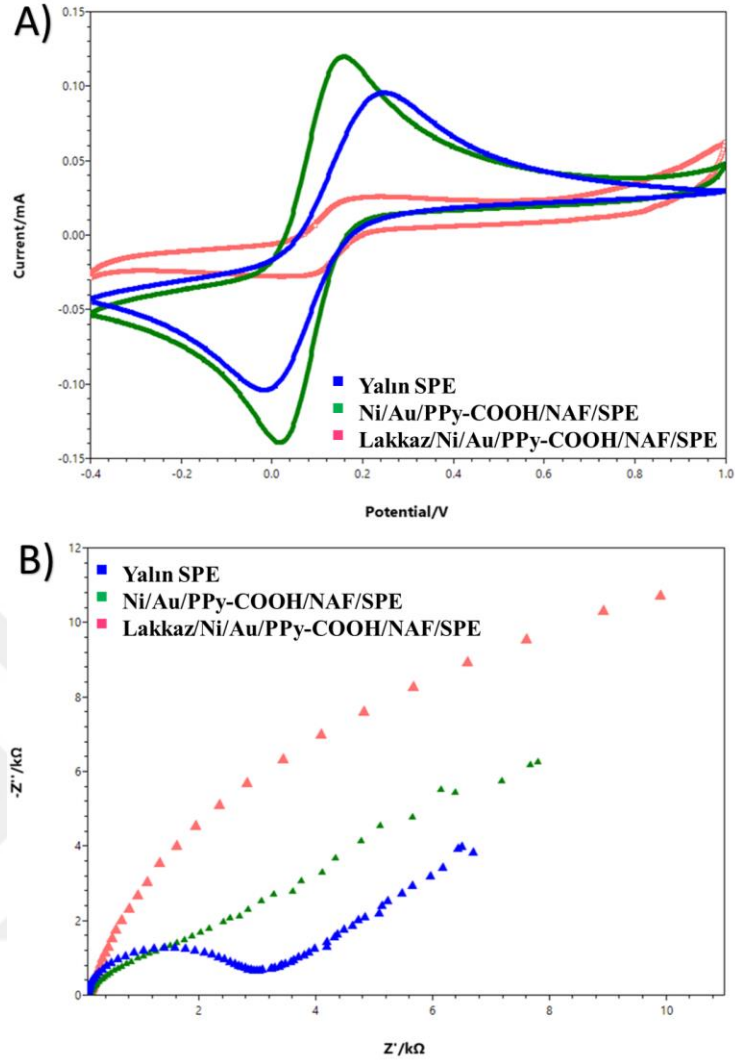 A)
0.15
0.10
0.05
0.00
-0.05
-0.10
-0.15
Current/mA
Yalın SPE
Ni/Au/PPy-COOH/NAF/SPE
Lakkaz/Ni/Au/PPy-COOH/NAF/SPE
-0.4 -0.2 0.0 0.2 0.4 0.6 0.8 1.0
Potential/V
B)
12
10
8
6
4
2
0
-Z''/kΩ
Yalın SPE
Ni/Au/PPy-COOH/NAF/SPE
Lakkaz/Ni/Au/PPy-COOH/NAF/SPE
0 2 4 6 8 10
Z'/kΩ